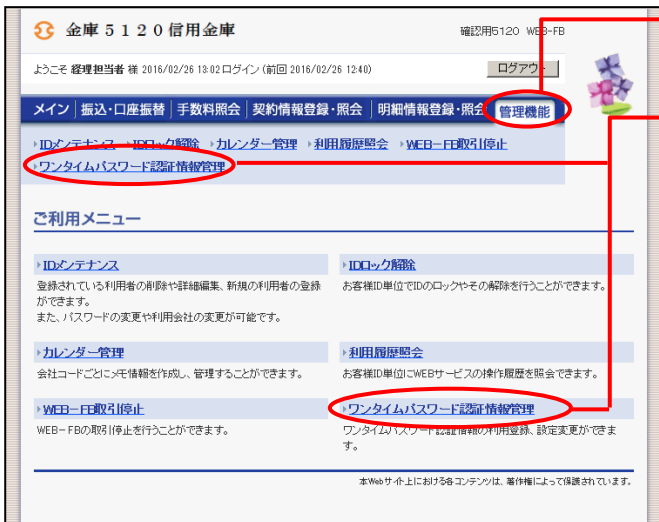 金庫５１２０信用金庫
確認用5120 WEB-FB
ようこそ 経理担当者 様 2016/02/26 13:02 ログイン (前回 2016/02/26 12:40)
ログアウト
メイン 振込・口座振替 手数料照会 契約情報登録・照会 明細情報登録・照会 管理機能
IDメンテナンス IDロック解除 カレンダー管理 利用履歴照会 WEB－FB取引停止
ワンタイムパスワード認証情報管理
ご利用メニュー
IDメンテナンス IDロック解除
登録されている利用者の削除や詳細編集、新規の利用者の登録 お客様ID単位でIDのロックやその解除を行うことができます。
ができます。
また、パスワードの変更や利用会社の変更が可能です。
カレンダー管理 利用履歴照会
会社コードごとにメモ情報を作成し、管理することができます。 お客様ID単位にWEBサービスの操作履歴を照会できます。
WEB－FB取引停止 ワンタイムパスワード認証情報管理
WEB-FBの取引停止を行うことができます。 ワンタイムパスワード認証情報の利用登録、設定変更ができま
す。
本Webサイト上における各コンテンツは、著作権によって保護されています。